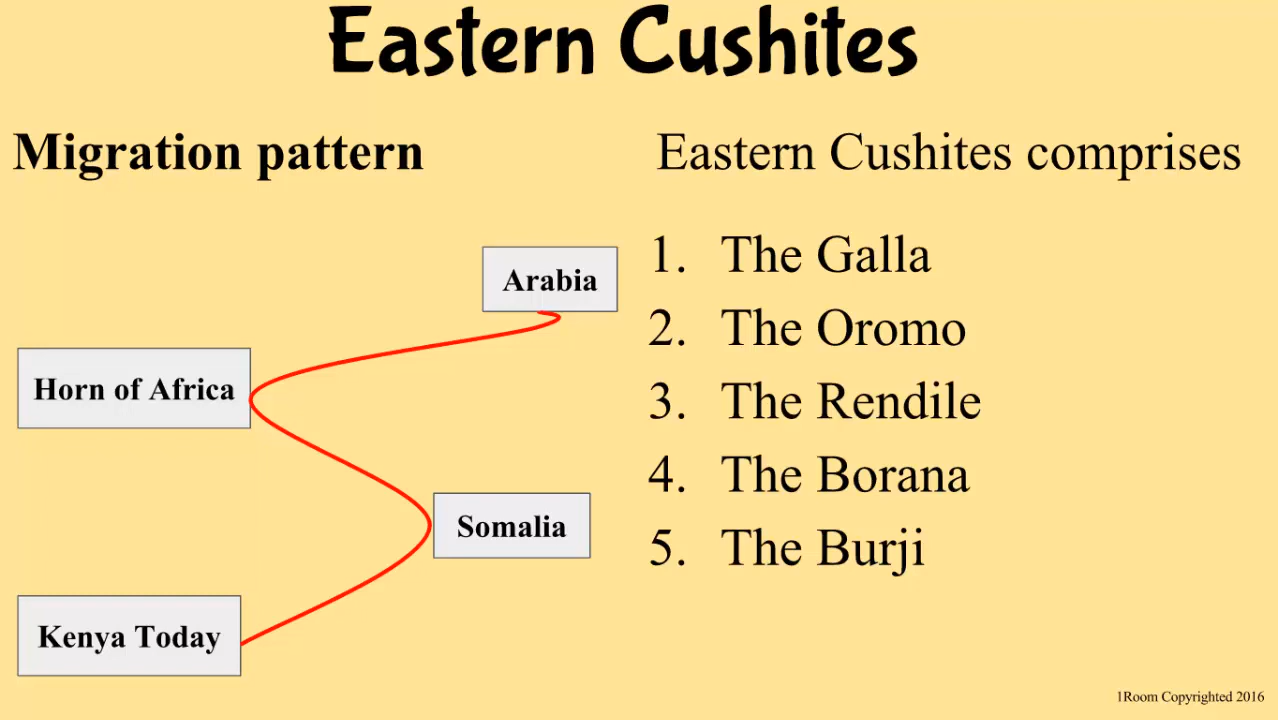 Eastern Cushites
Migration pattern
Arabia
Horn of Africa
Somalia
Kenya Today
Eastern Cushites comprises
1. The Galla
2. The Oromo
3. The Rendile
4. The Borana
5. The Burji
1Room Copyrighted 2016